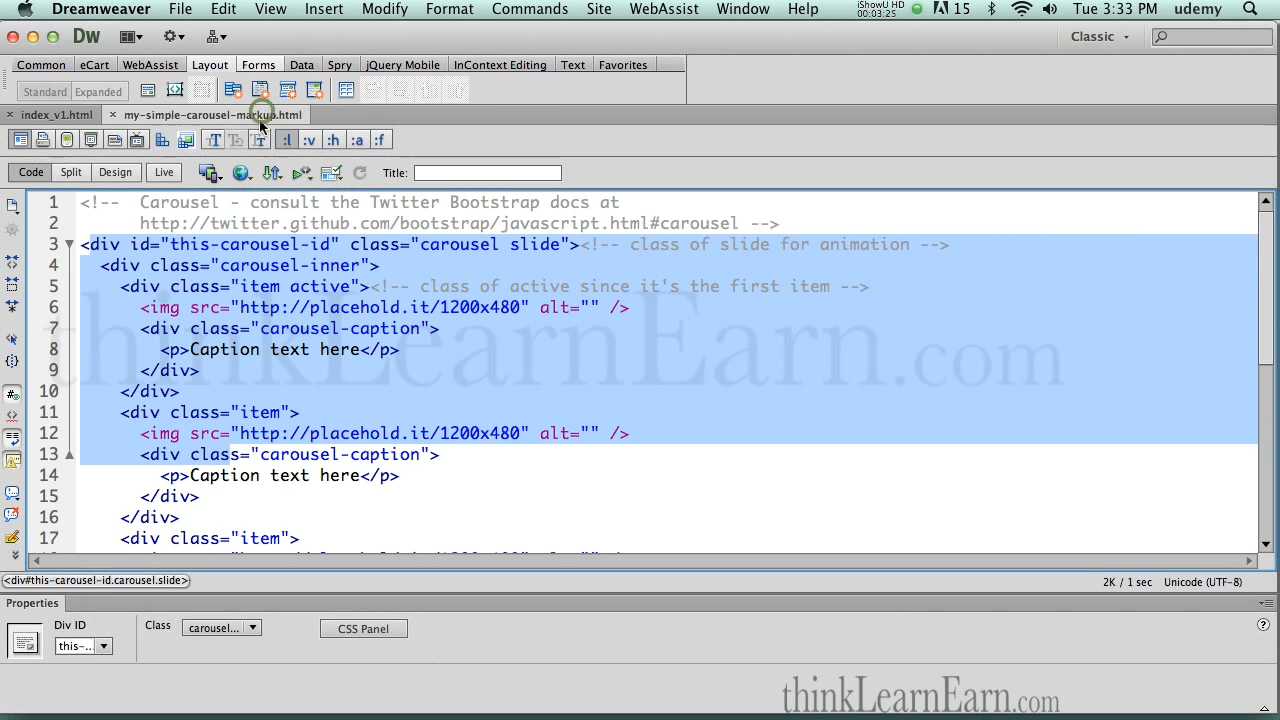 Dreamweaver File Edit View Insert Modify Format Commands Site WebAssist Window Help iShowU HD 00:03:25 15 Tue 3:33 PM udemy
Dw Classic
Common eCart WebAssist Layout Forms Data Spry jQuery Mobile InContext Editing Text Favorites
Standard Expanded
index_v1.html my-simple-carousel-markup.html
:l :v :h :a :f
Code Split Design Live Title:
1 <!-- Carousel - consult the Twitter Bootstrap docs at
2 http://twitter.github.com/bootstrap/javascript.html#carousel -->
3 <div id="this-carousel-id" class="carousel slide"><!-- class of slide for animation -->
4 <div class="carousel-inner">
5 <div class="item active"><!-- class of active since it's the first item -->
6 <img src="http://placehold.it/1200x480" alt="" />
7 <div class="carousel-caption">
8 <p>Caption text here</p>
9 </div>
10 </div>
11 <div class="item">
12 <img src="http://placehold.it/1200x480" alt="" />
13 <div class="carousel-caption">
14 <p>Caption text here</p>
15 </div>
16 </div>
17 <div class="item">
thinkLearnEarn.com
<div#this-carousel-id.carousel.slide> 2K / 1 sec Unicode (UTF-8)
Properties
Div ID Class carousel... CSS Panel
this-...
thinkLearnEarn.com